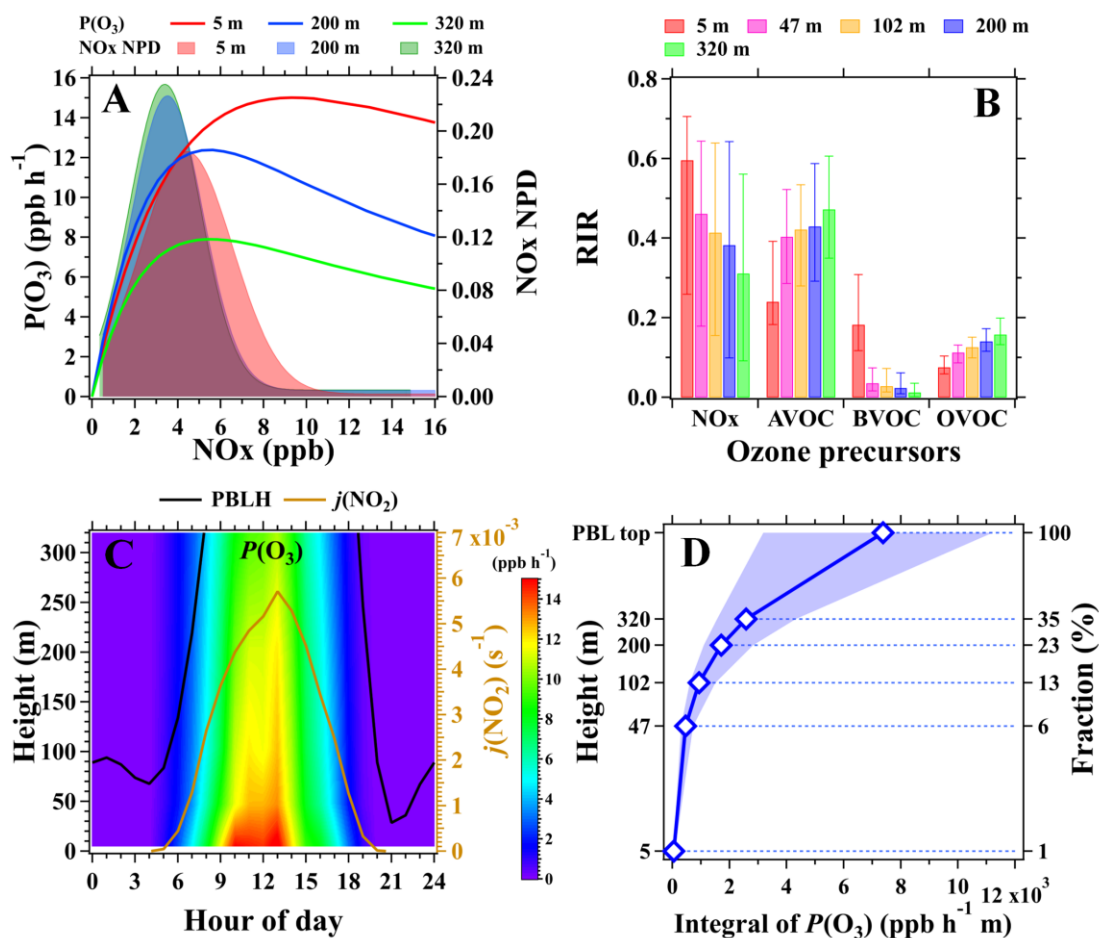 P(O3) 5 m 200 m 320 m
NOx NPD 5 m 200 m 320 m
A
16
14
12
10
8
6
4
2
0
P(O3) (ppb h-1)
0.24
0.20
0.16
0.12
0.08
0.04
0.00
NOx NPD
0 2 4 6 8 10 12 14 16
NOx (ppb)
5 m 47 m 102 m 200 m
320 m
B
0.8
0.6
0.4
0.2
0.0
RIR
NOx AVOC BVOC OVOC
Ozone precursors
PBLH j(NO2)
C
P(O3)
(ppb h-1)
300
250
200
150
100
50
0
Height (m)
7 x10-3
6
5
4
3
2
1
0
j(NO2) (s-1)
14
12
10
8
6
4
2
0
0 3 6 9 12 15 18 21 24
Hour of day
D
PBL top
320
200
102
47
5
Height (m)
100
35
23
13
6
1
Fraction (%)
0 2 4 6 8 10 12 x10^3
Integral of P(O3) (ppb h-1 m)